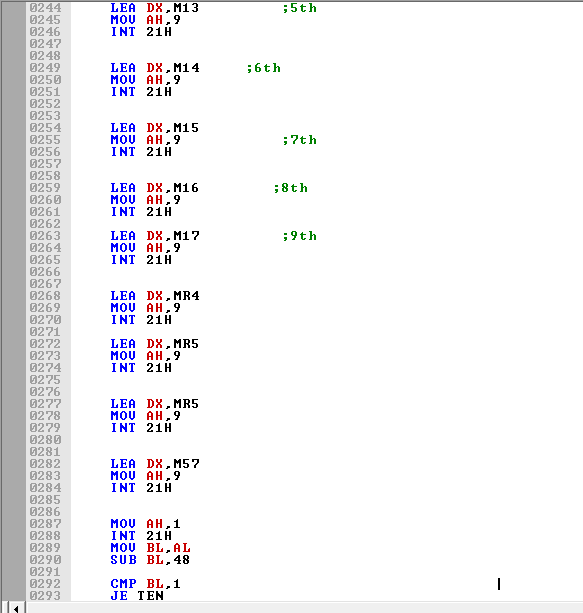 0244 LEA DX,M13 ;5th
0245 MOV AH,9
0246 INT 21H
0247
0248
0249 LEA DX,M14 ;6th
0250 MOV AH,9
0251 INT 21H
0252
0253
0254 LEA DX,M15
0255 MOV AH,9 ;7th
0256 INT 21H
0257
0258
0259 LEA DX,M16 ;8th
0260 MOV AH,9
0261 INT 21H
0262
0263 LEA DX,M17 ;9th
0264 MOV AH,9
0265 INT 21H
0266
0267
0268 LEA DX,MR4
0269 MOV AH,9
0270 INT 21H
0271
0272 LEA DX,MR5
0273 MOV AH,9
0274 INT 21H
0275
0276
0277 LEA DX,MR5
0278 MOV AH,9
0279 INT 21H
0280
0281
0282 LEA DX,M57
0283 MOV AH,9
0284 INT 21H
0285
0286
0287 MOV AH,1
0288 INT 21H
0289 MOV BL,AL
0290 SUB BL,48
0291
0292 CMP BL,1
0293 JE TEN